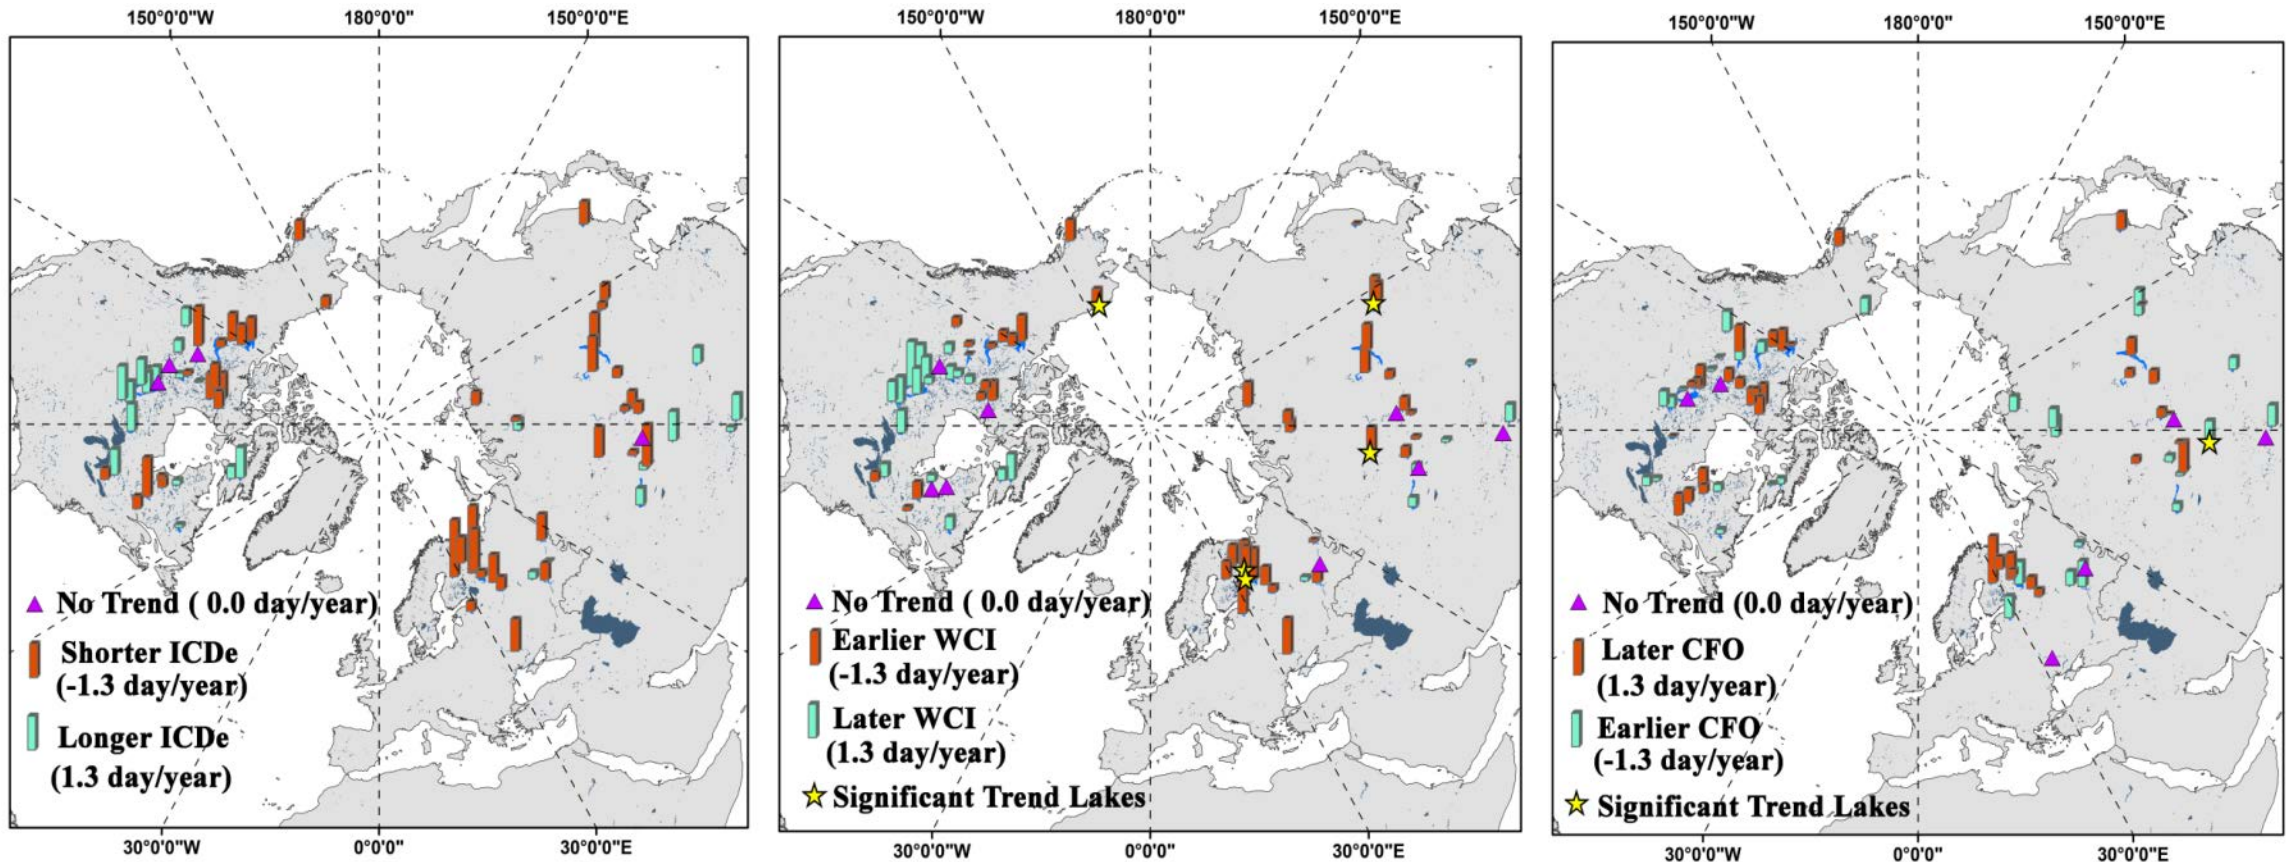 150°0'0"W 180°0'0" 150°0'0"E
No Trend ( 0.0 day/year)
Shorter ICDe
(-1.3 day/year)
Longer ICDe
(1.3 day/year)
30°0'0"W 0°0'0" 30°0'0"E
150°0'0"W 180°0'0" 150°0'0"E
No Trend ( 0.0 day/year)
Earlier WCI
(-1.3 day/year)
Later WCI
(1.3 day/year)
Significant Trend Lakes
30°0'0"W 0°0'0" 30°0'0"E
150°0'0"W 180°0'0" 150°0'0"E
No Trend (0.0 day/year)
Later CFO
(1.3 day/year)
Earlier CFO
(-1.3 day/year)
Significant Trend Lakes
30°0'0"W 0°0'0" 30°0'0"E